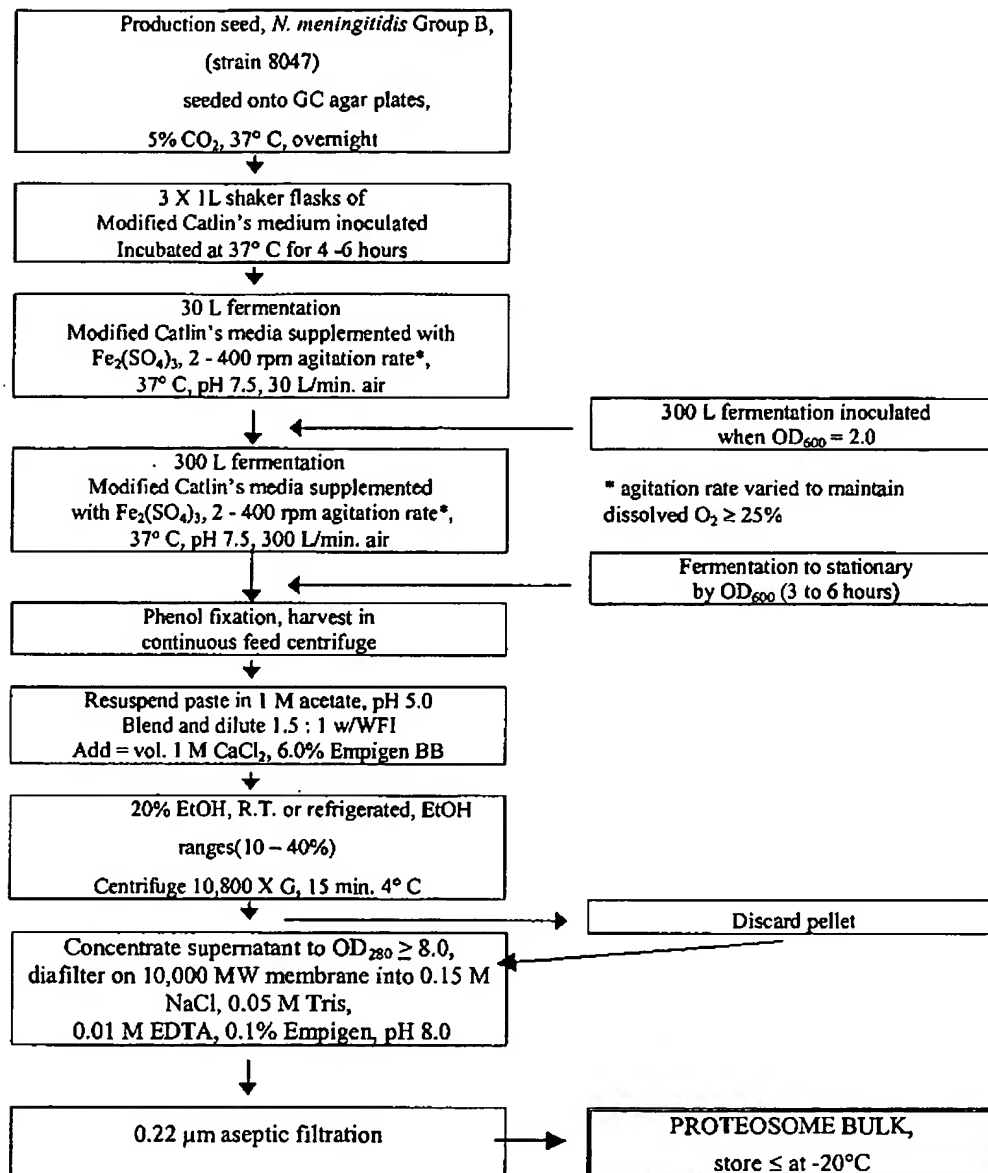 Production seed, N. meningitidis Group B,
(strain 8047)
seeded onto GC agar plates,
5% CO₂, 37° C, overnight
3 X 1L shaker flasks of
Modified Catlin's medium inoculated
Incubated at 37° C for 4 -6 hours
30 L fermentation
Modified Catlin's media supplemented with
Fe₂(SO₄)₃, 2 - 400 rpm agitation rate*,
37° C, pH 7.5, 30 L/min. air
300 L fermentation inoculated
when OD₆₀₀ = 2.0
300 L fermentation
Modified Catlin's media supplemented
with Fe₂(SO₄)₃, 2 - 400 rpm agitation rate*,
37° C, pH 7.5, 300 L/min. air
* agitation rate varied to maintain
dissolved O₂ ≥ 25%
Fermentation to stationary
by OD₆₀₀ (3 to 6 hours)
Phenol fixation, harvest in
continuous feed centrifuge
Resuspend paste in 1 M acetate, pH 5.0
Blend and dilute 1.5 : 1 w/WFI
Add = vol. 1 M CaCl₂, 6.0% Empigen BB
20% EtOH, R.T. or refrigerated, EtOH
ranges(10 – 40%)
Centrifuge 10,800 X G, 15 min. 4° C
Discard pellet
Concentrate supernatant to OD₂₈₀ ≥ 8.0,
diafilter on 10,000 MW membrane into 0.15 M
NaCl, 0.05 M Tris,
0.01 M EDTA, 0.1% Empigen, pH 8.0
0.22 µm aseptic filtration
PROTEOSOME BULK,
store ≤ at -20°C